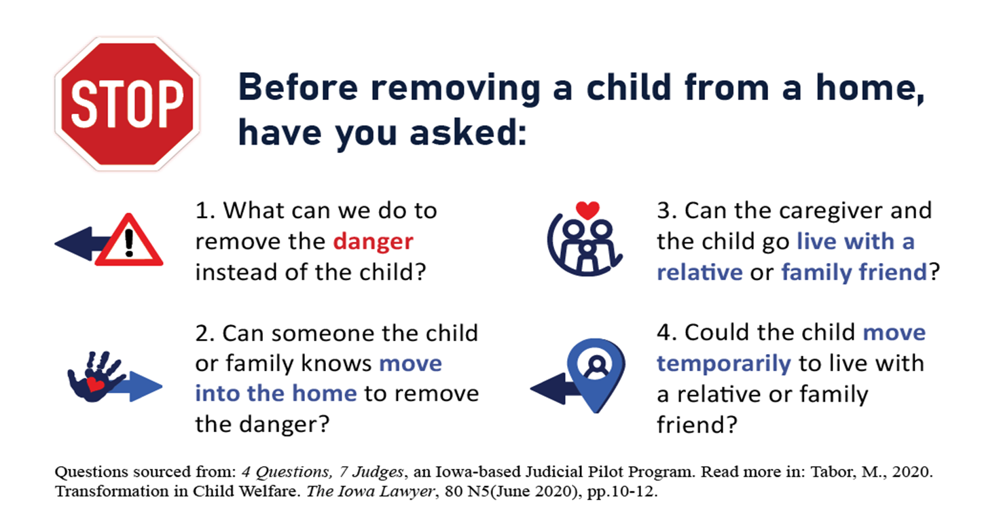 STOP
Before removing a child from a home,
have you asked:
1. What can we do to
remove the danger
instead of the child?
2. Can someone the child
or family knows move
into the home to remove
the danger?
3. Can the caregiver and
the child go live with a
relative or family friend?
4. Could the child move
temporarily to live with
a relative or family
friend?
Questions sourced from: 4 Questions, 7 Judges, an Iowa-based Judicial Pilot Program. Read more in: Tabor, M., 2020.
Transformation in Child Welfare. The Iowa Lawyer, 80 N5(June 2020), pp.10-12.